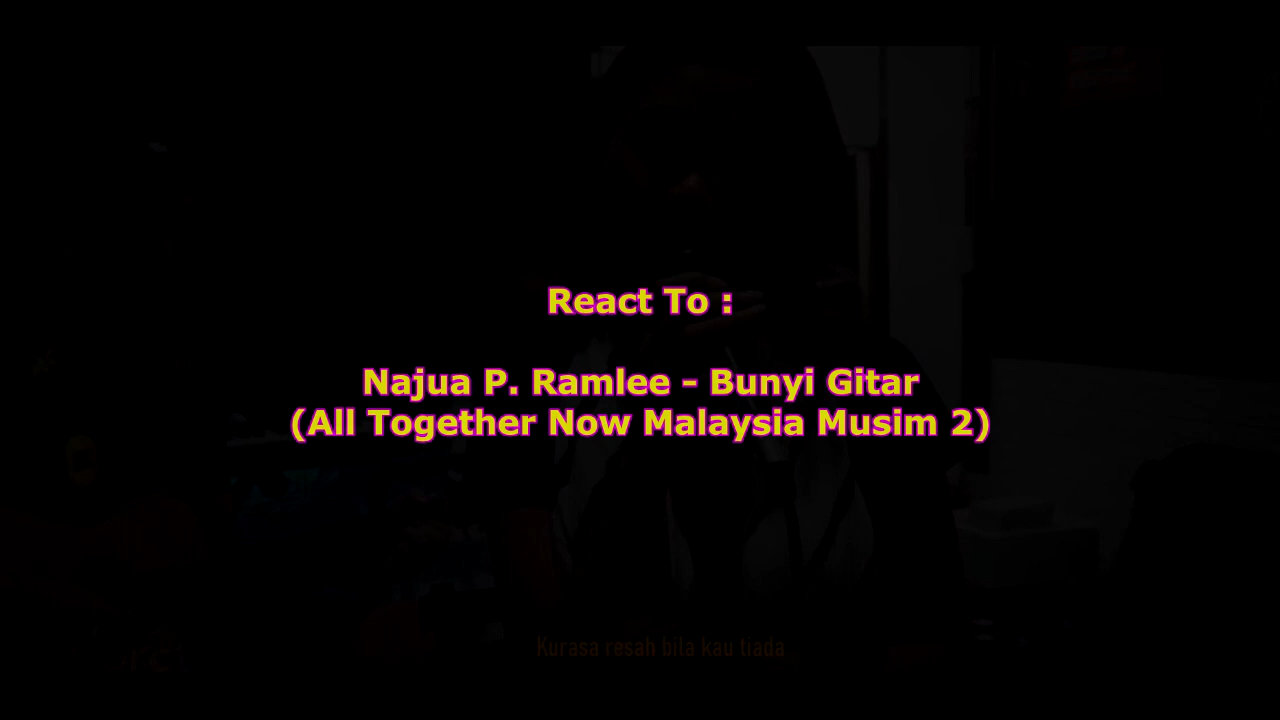 React To :
Najua P. Ramlee - Bunyi Gitar
(All Together Now Malaysia Musim 2)
Kurasa resah bila kau tiada